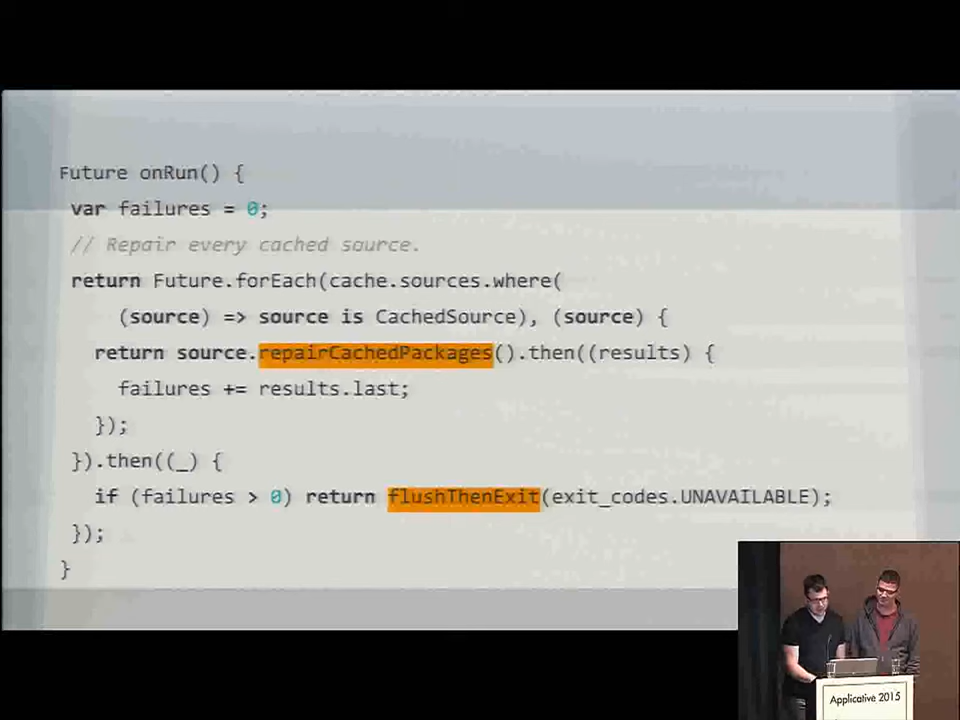 Future onRun() {
var failures = 0;
// Repair every cached source.
return Future.forEach(cache.sources.where(
(source) => source is CachedSource), (source) {
return source.repairCachedPackages().then((results) {
failures += results.last;
});
}).then((_) {
if (failures > 0) return flushThenExit(exit_codes.UNAVAILABLE);
});
}
Applicative 2015